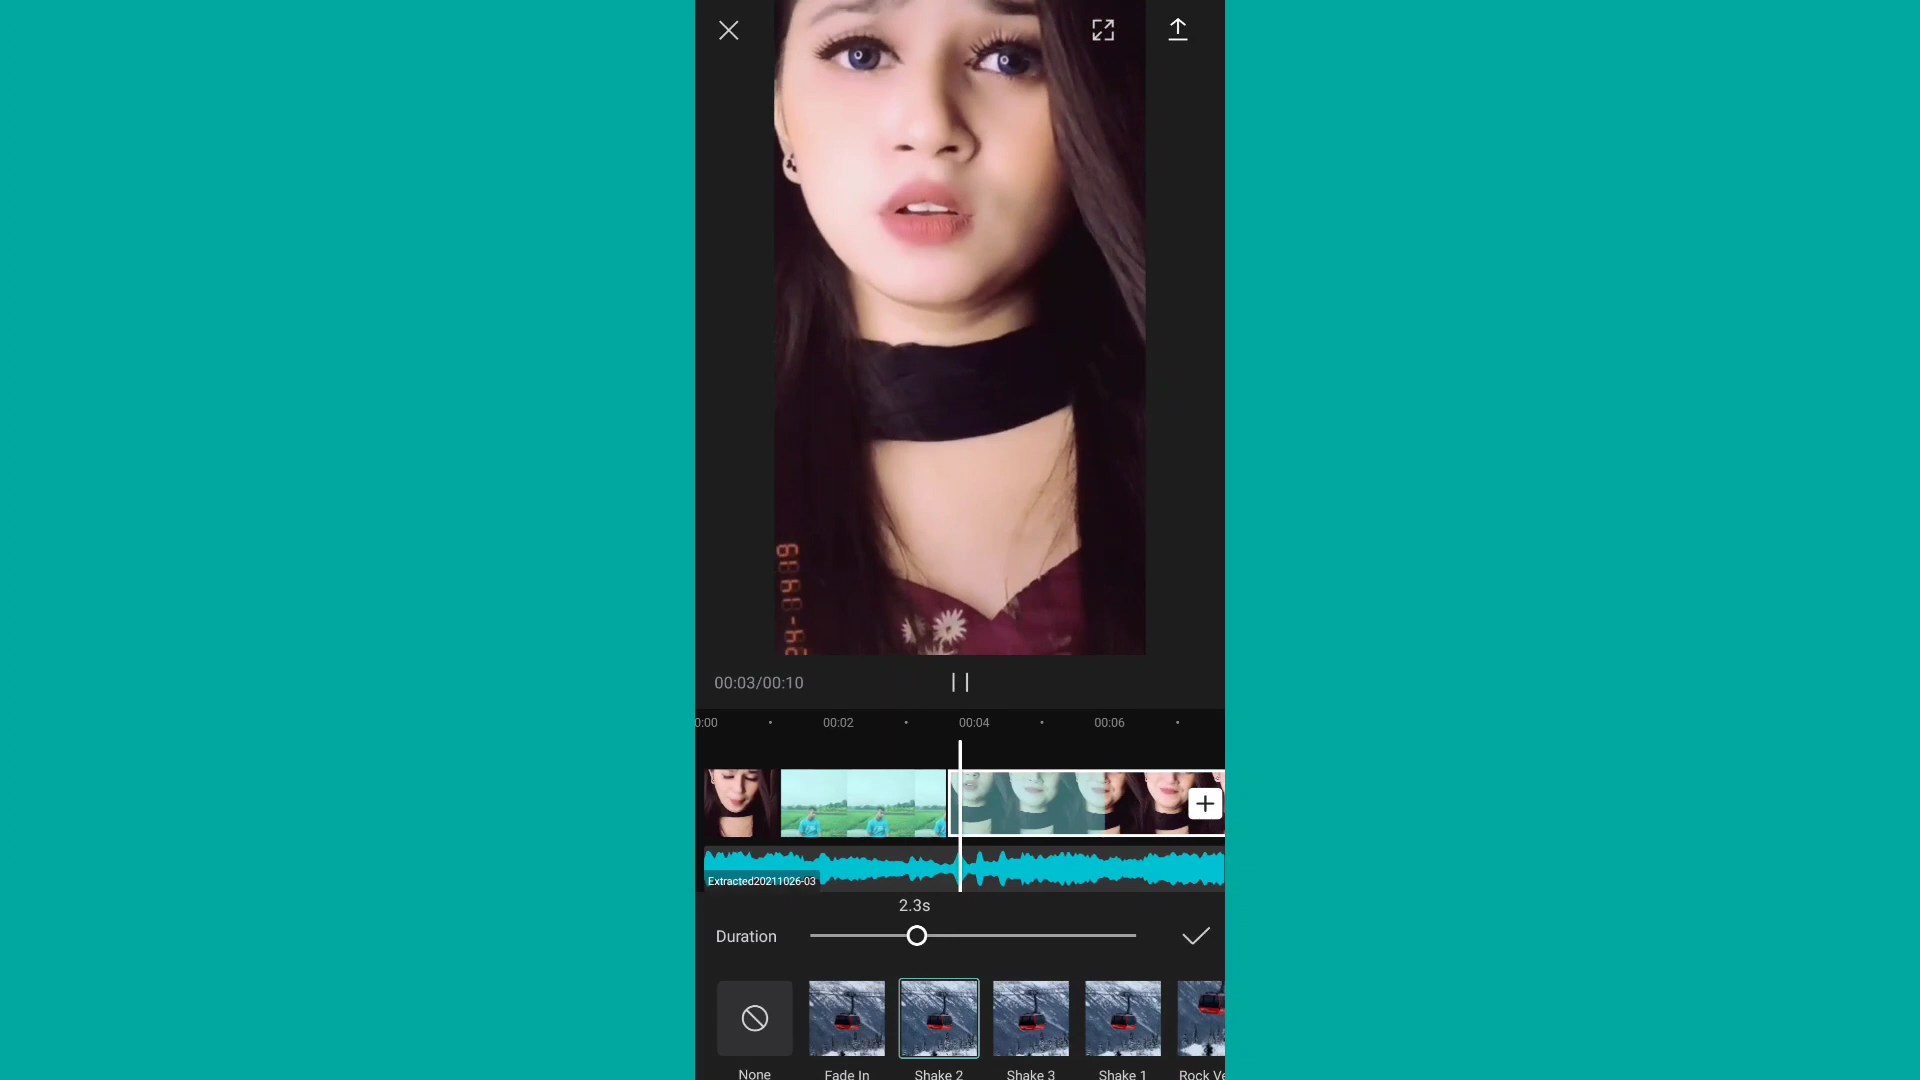 00:03/00:10
0:00 00:02 00:04 00:06
Extracted20211026-03
2.3s
Duration
None Fade In Shake 2 Shake 3 Shake 1 Rock Ve